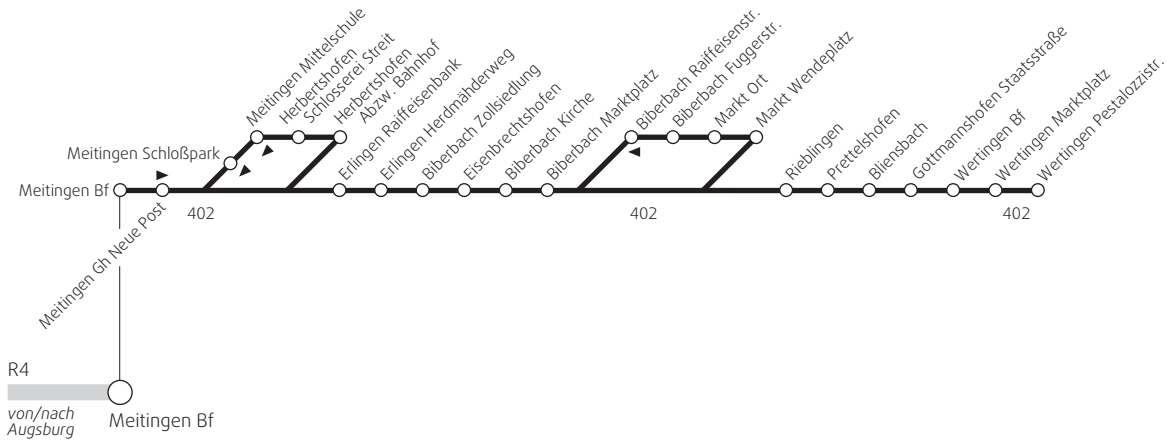 Meitingen Bf
Meitingen Gh Neue Post
Meitingen Schloßpark
Meitingen Mittelschule
Herbertshofen
Schlosserei Streit
Herbertshofen
Abzw. Bahnhof
Erlingen Raiffeisenbank
Erlingen Herdmähderweg
Biberbach Zollsiedlung
Eisenbrechtshofen
Biberbach Kirche
Biberbach Marktplatz
Biberbach Raiffeisenstr.
Biberbach Fuggerstr.
Markt Ort
Markt Wendeplatz
Rieblingen
Prettelshofen
Bliensbach
Gottmannshofen Staatsstraße
Wertingen Bf
Wertingen Marktplatz
Wertingen Pestalozzistr.
402
402
402
R4
von/nach
Augsburg
Meitingen Bf